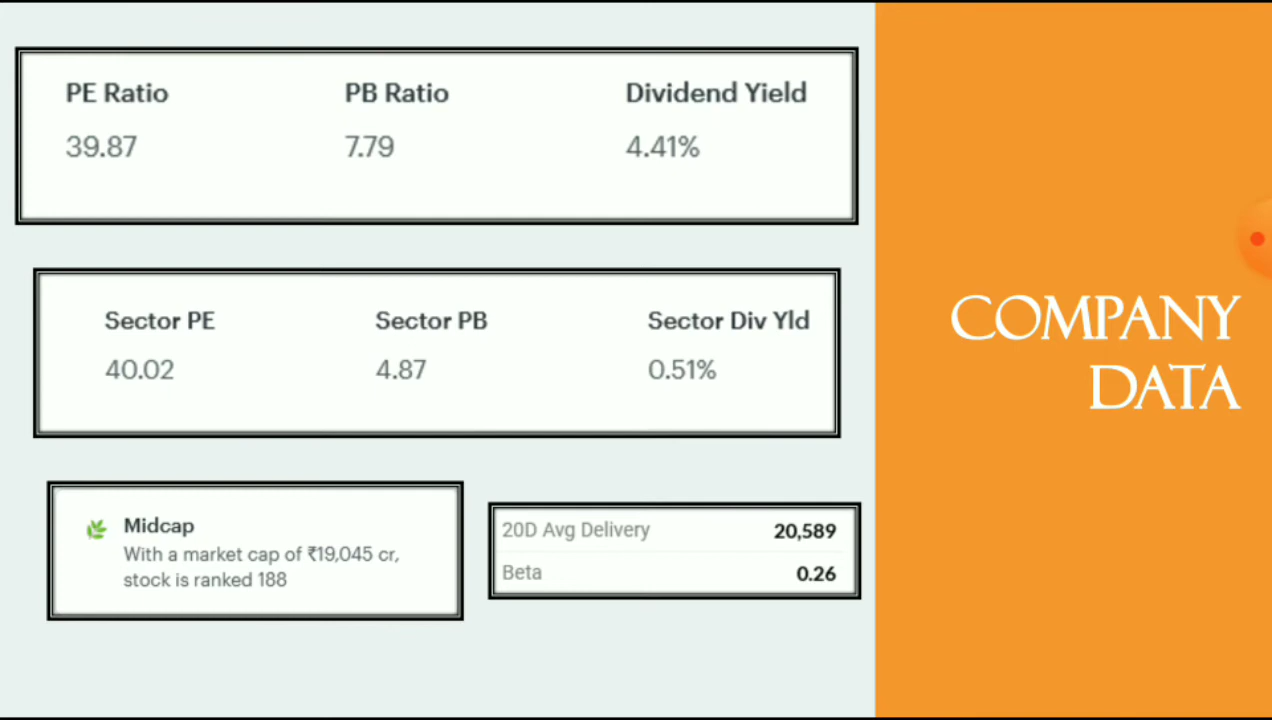 PE Ratio PB Ratio Dividend Yield
39.87 7.79 4.41%
Sector PE Sector PB Sector Div Yld
40.02 4.87 0.51%
Midcap
With a market cap of ₹19,045 cr,
stock is ranked 188
20D Avg Delivery 20,589
Beta 0.26
COMPANY
DATA